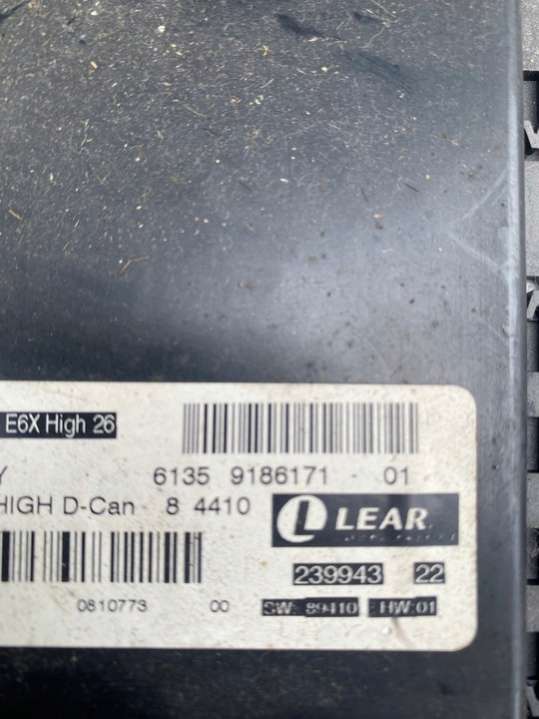 E6X High 26
Y 6135 9186171 - 01
HIGH D-Can 8 4410
LEAR
239943 22
0810773 00 SW: 89410 HW:01